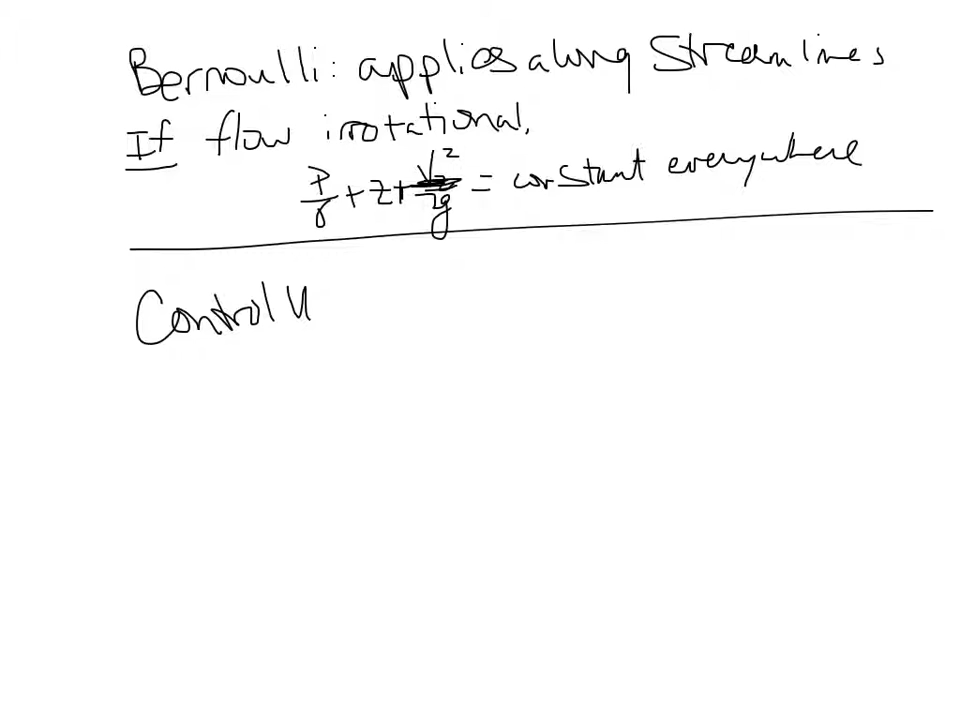 Bernoulli: applies along Streamlines
If flow irrotational,
P/γ + z + V²/2g = constant everywhere
Control U